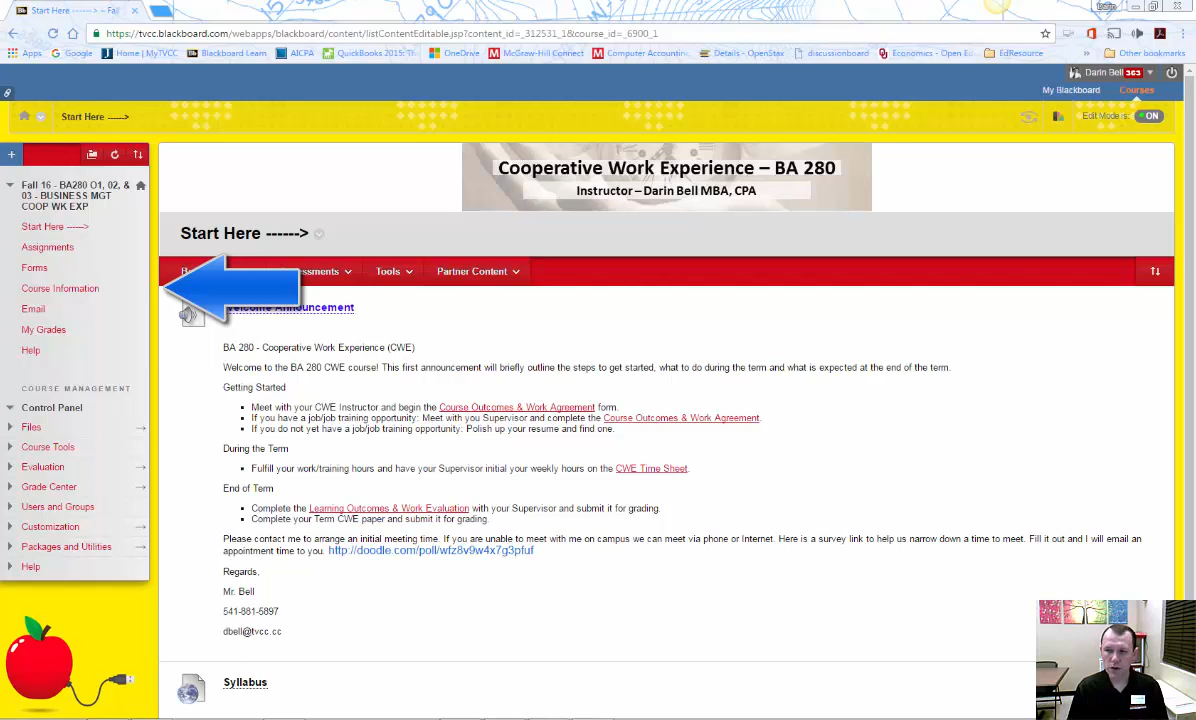 Start Here ------> – Fal
Darin
https://tvcc.blackboard.com/webapps/blackboard/content/listContentEditable.jsp?content_id=_312531_1&course_id=_6900_1
Apps Google Home | MyTVCC Blackboard Learn AICPA QuickBooks 2015: Th OneDrive McGraw-Hill Connect Computer Accounting Details - OpenStax discussionboard Economics - Open Ed EdResource » Other bookmarks
Darin Bell 363
My Blackboard Courses
Start Here ------>
Edit Mode is: ON
Cooperative Work Experience – BA 280
Instructor – Darin Bell MBA, CPA
Fall 16 - BA280 O1, 02, &
03 - BUSINESS MGT
COOP WK EXP
Start Here ------>
Assignments
Forms
Course Information
Email
My Grades
Help
COURSE MANAGEMENT
Control Panel
Files
Course Tools
Evaluation
Grade Center
Users and Groups
Customization
Packages and Utilities
Help
Start Here ------>
Tools Partner Content
Welcome Announcement
BA 280 - Cooperative Work Experience (CWE)
Welcome to the BA 280 CWE course! This first announcement will briefly outline the steps to get started, what to do during the term and what is expected at the end of the term.
Getting Started
Meet with your CWE Instructor and begin the Course Outcomes & Work Agreement form.
If you have a job/job training opportunity: Meet with you Supervisor and complete the Course Outcomes & Work Agreement.
If you do not yet have a job/job training opportunity: Polish up your resume and find one.
During the Term
Fulfill your work/training hours and have your Supervisor initial your weekly hours on the CWE Time Sheet.
End of Term
Complete the Learning Outcomes & Work Evaluation with your Supervisor and submit it for grading.
Complete your Term CWE paper and submit it for grading.
Please contact me to arrange an initial meeting time. If you are unable to meet with me on campus we can meet via phone or Internet. Here is a survey link to help us narrow down a time to meet. Fill it out and I will email an
appointment time to you. http://doodle.com/poll/wfz8v9w4x7g3pfuf
Regards,
Mr. Bell
541-881-5897
dbell@tvcc.cc
Syllabus